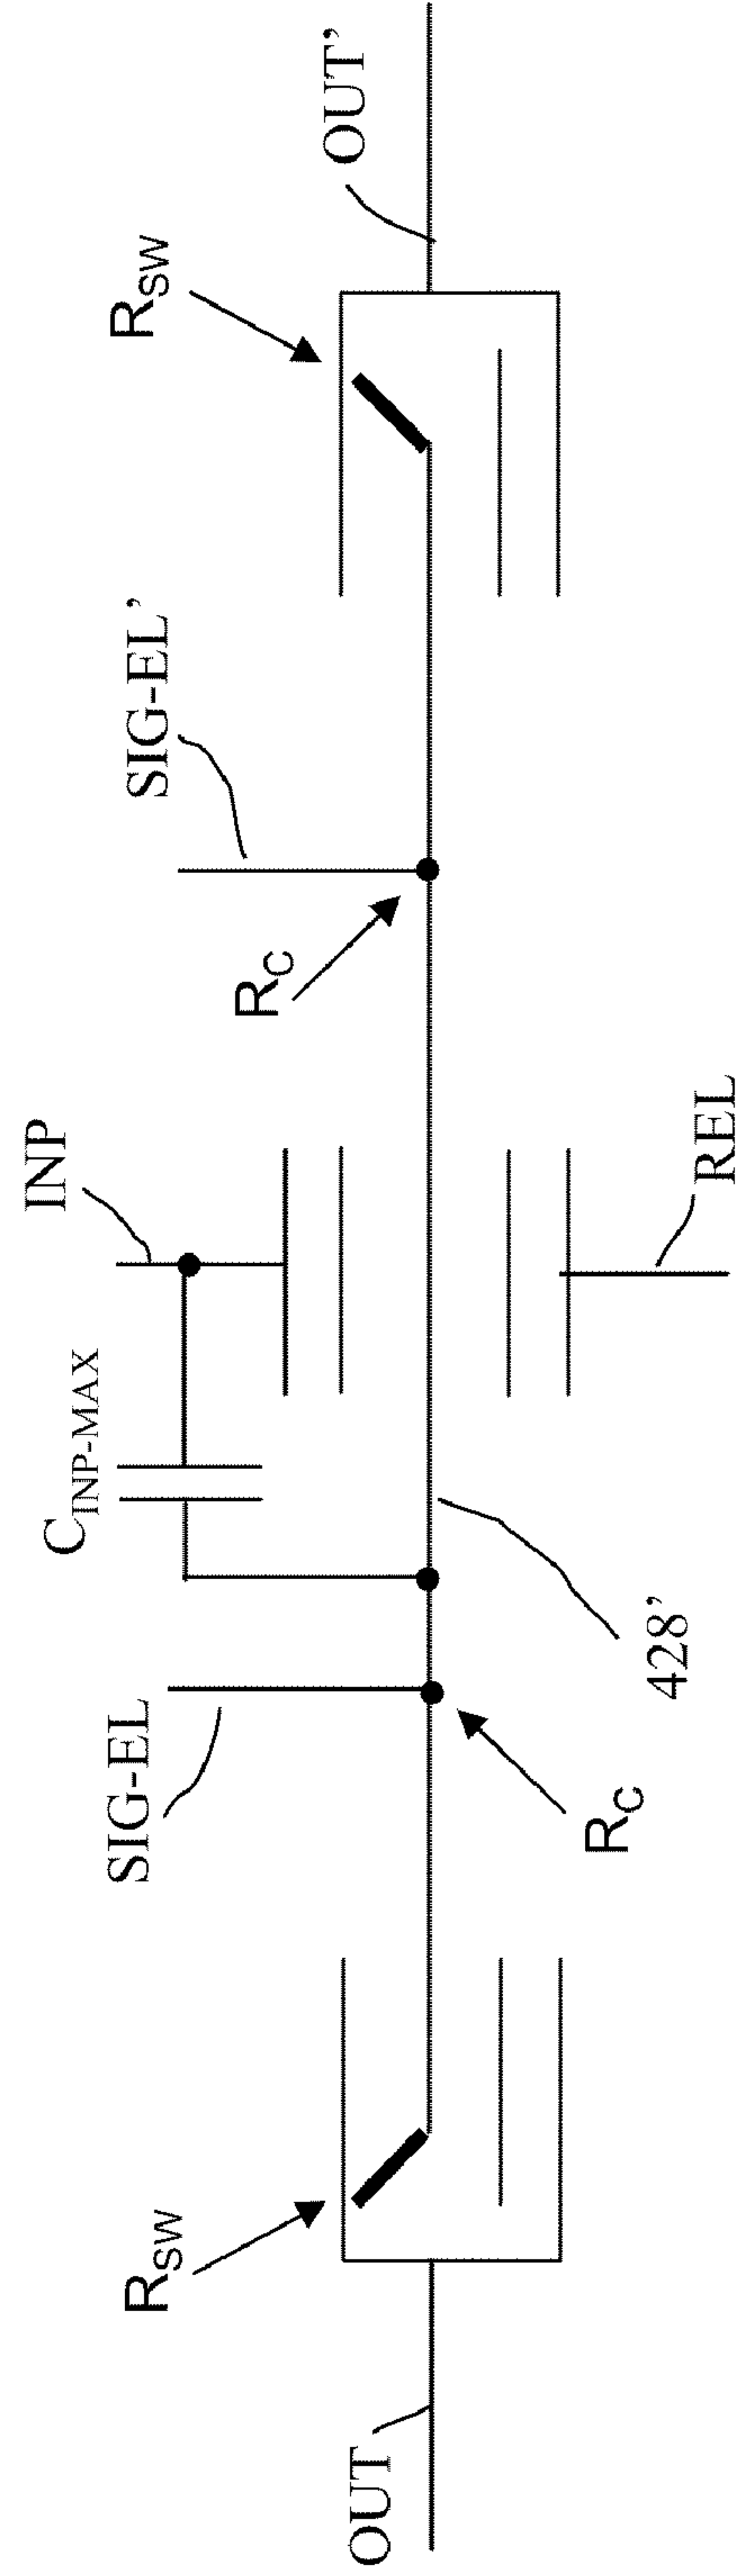 OUT
R_SW
SIG-EL
R_C
C_INP-MAX
428’
INP
REL
R_C
SIG-EL’
R_SW
OUT’